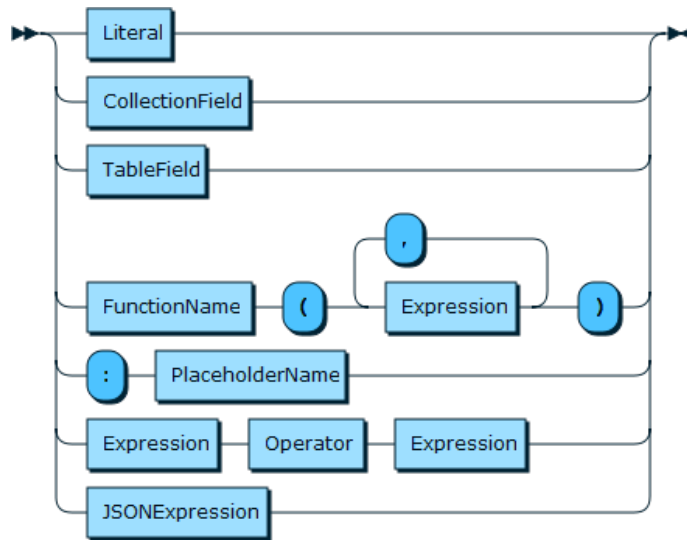 Literal
CollectionField
TableField
,
FunctionName ( Expression )
: PlaceholderName
Expression Operator Expression
JSONExpression